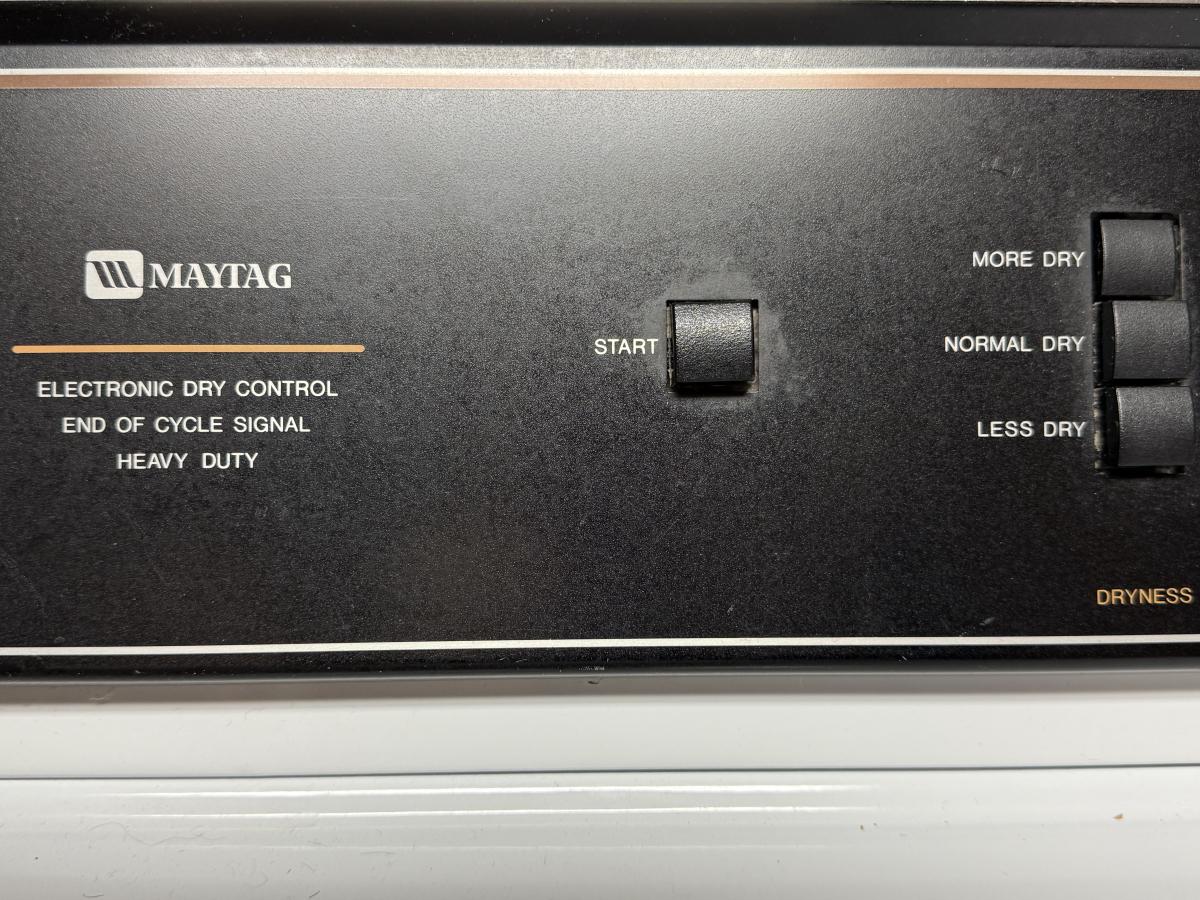 MAYTAG
ELECTRONIC DRY CONTROL
END OF CYCLE SIGNAL
HEAVY DUTY
START
MORE DRY
NORMAL DRY
LESS DRY
DRYNESS